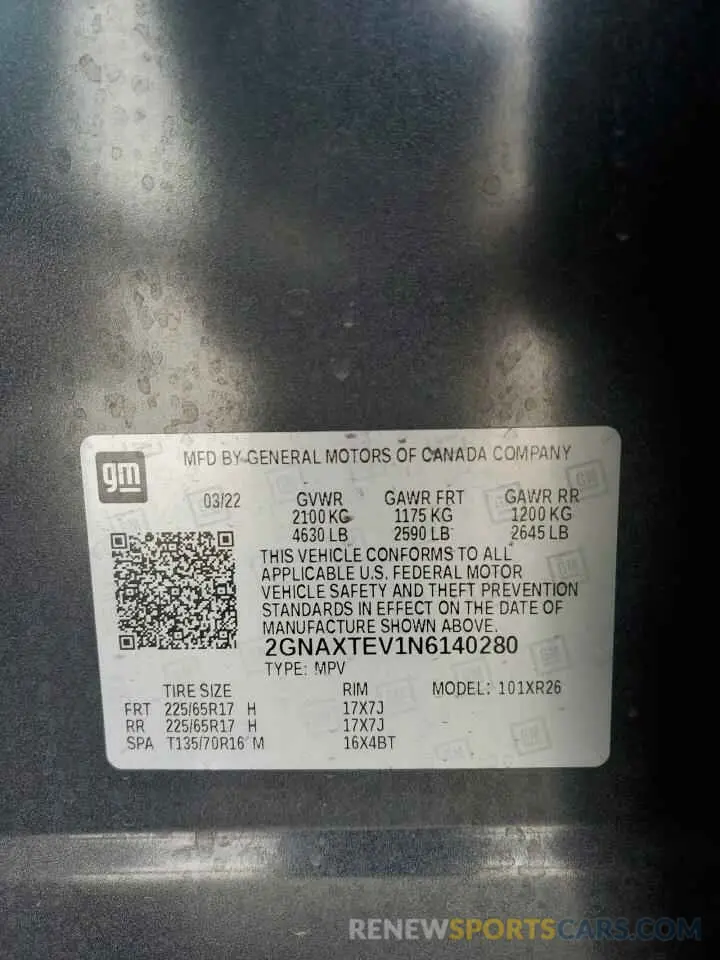 gm
MFD BY GENERAL MOTORS OF CANADA COMPANY
03/22 GVWR GAWR FRT GAWR RR
2100 KG 1175 KG 1200 KG
4630 LB 2590 LB 2645 LB
THIS VEHICLE CONFORMS TO ALL
APPLICABLE U.S. FEDERAL MOTOR
VEHICLE SAFETY AND THEFT PREVENTION
STANDARDS IN EFFECT ON THE DATE OF
MANUFACTURE SHOWN ABOVE.
2GNAXTEV1N6140280
TYPE: MPV
TIRE SIZE RIM MODEL: 101XR26
FRT 225/65R17 H 17X7J
RR 225/65R17 H 17X7J
SPA T135/70R16 M 16X4BT
RENEWSPORTSCARS.COM